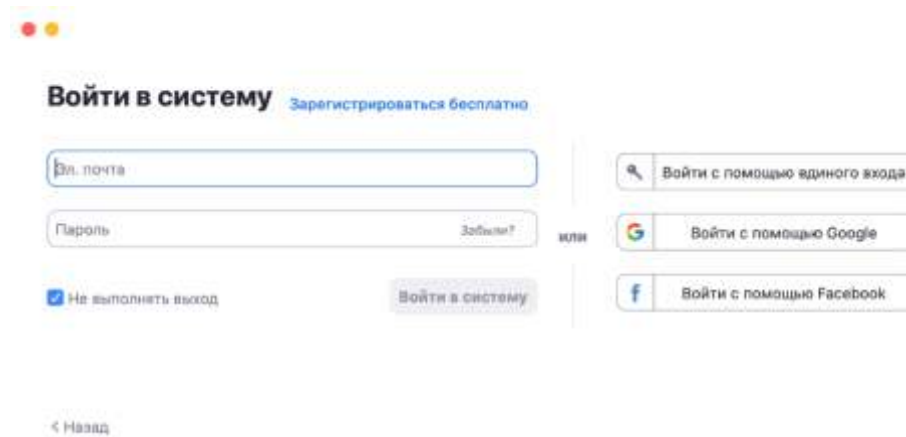 Войти в систему Зарегистрироваться бесплатно
Эл. почта
Пароль Забыли?
Не выполнять выход Войти в систему
или
Войти с помощью единого входа
Войти с помощью Google
Войти с помощью Facebook
< Назад